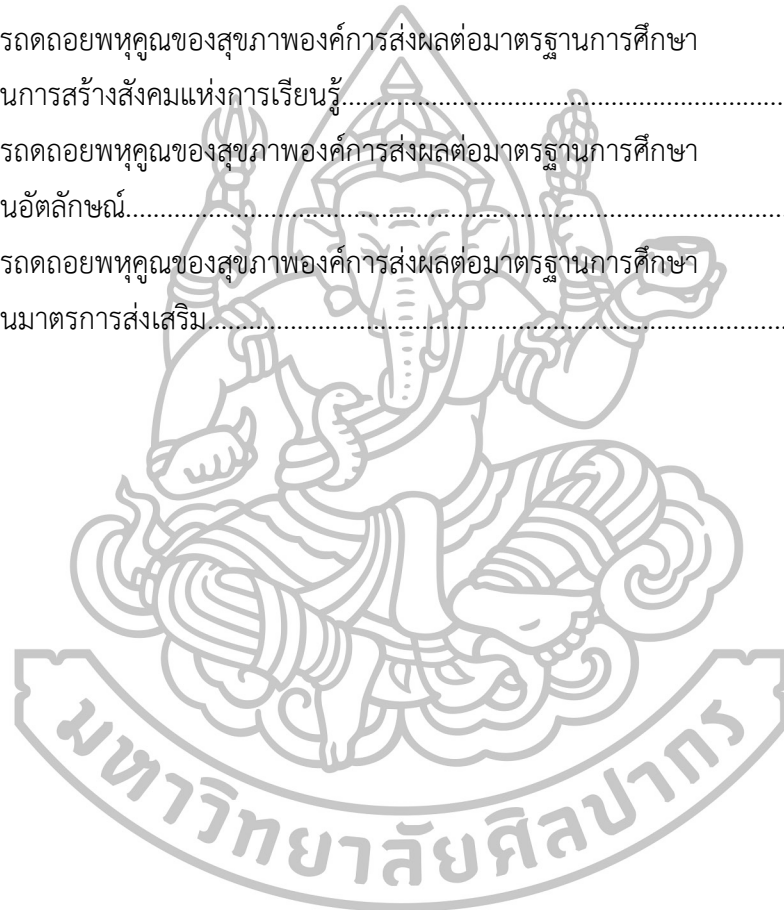 รถดถอยพหุคูณของสุขภาพองค์การส่งผลต่อมาตรฐานการศึกษา
นการสร้างสังคมแห่งการเรียนรู้..............................................................
รถดถอยพหุคูณของสุขภาพองค์การส่งผลต่อมาตรฐานการศึกษา
นอัตลักษณ์..............................................................................................
รถดถอยพหุคูณของสุขภาพองค์การส่งผลต่อมาตรฐานการศึกษา
นมาตรการส่งเสริม..................................................................................
มหาวิทยาลัยศิลปากร